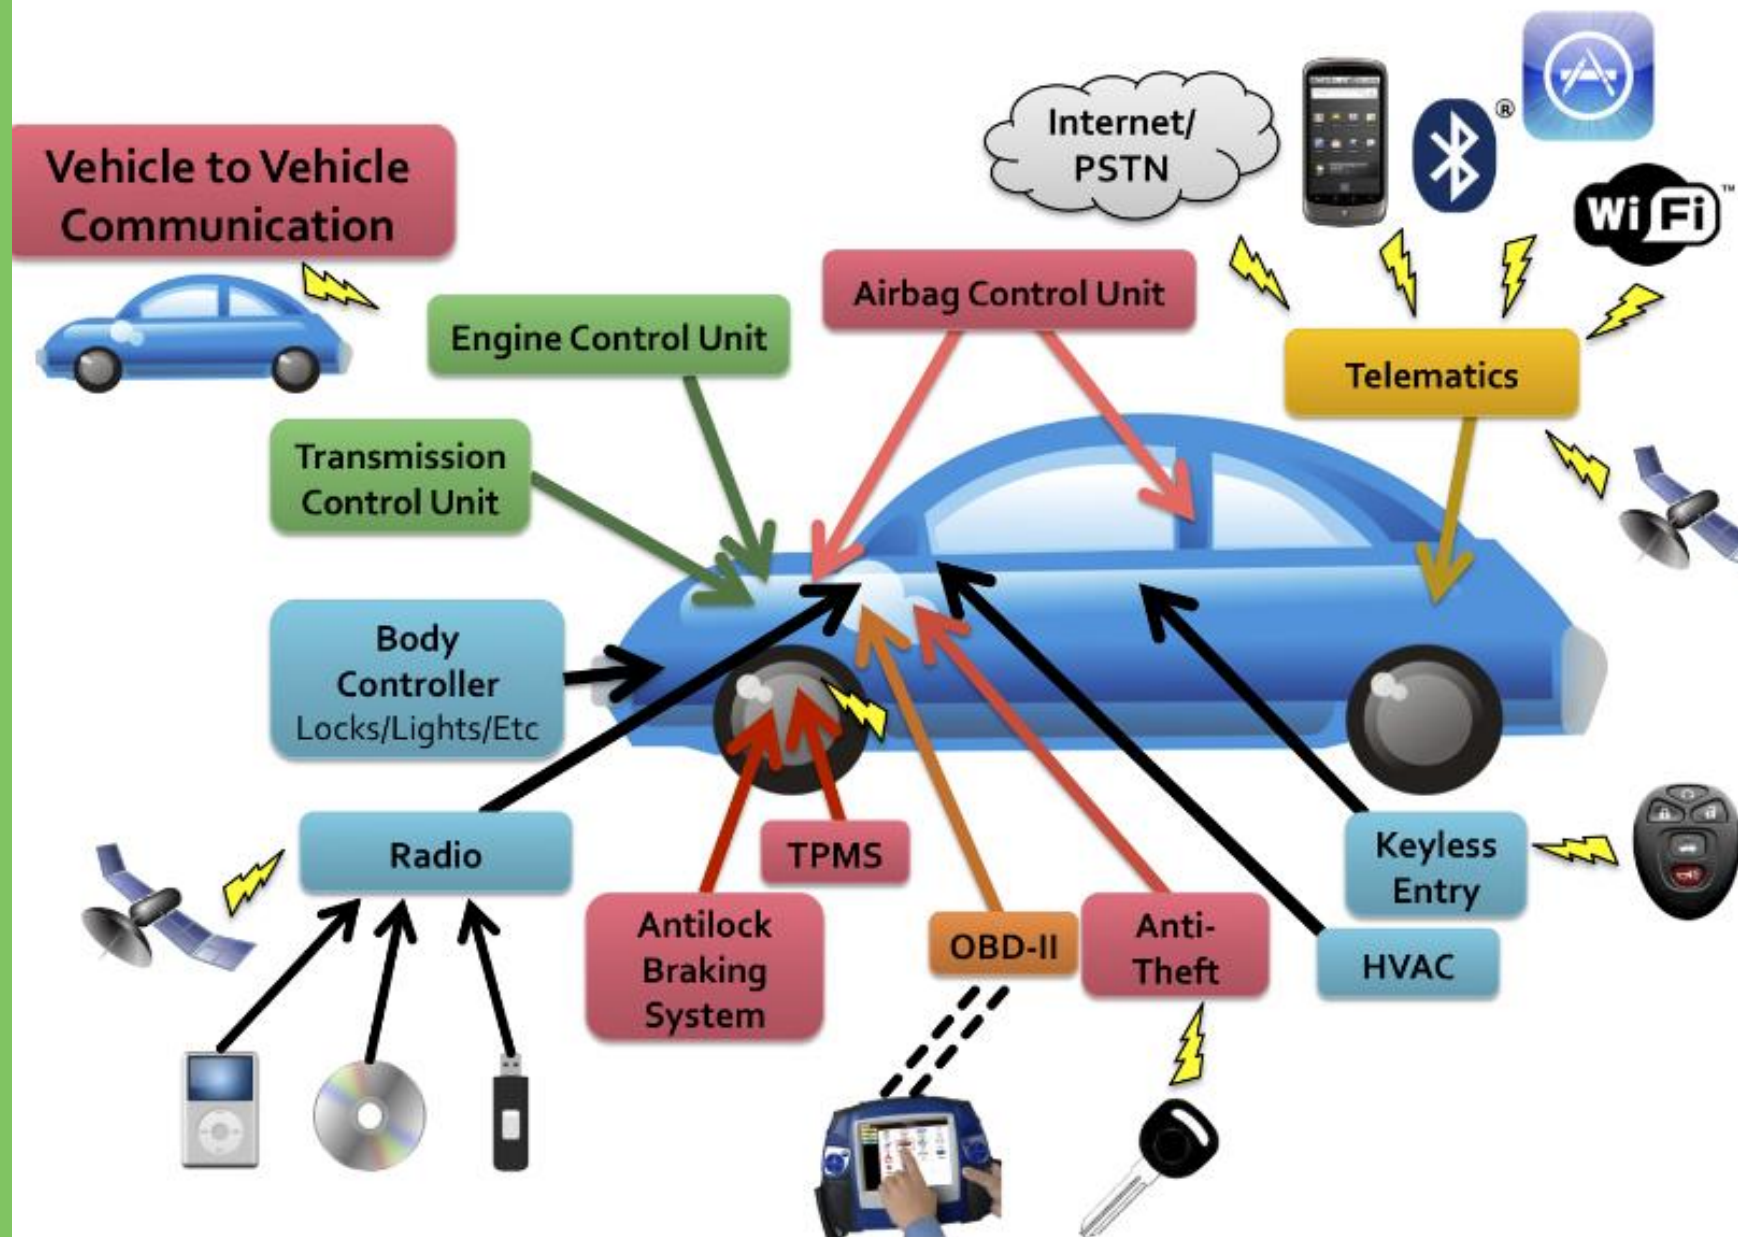 Internet/
PSTN
®
Wi Fi™
Vehicle to Vehicle
Communication
Airbag Control Unit
Engine Control Unit
Telematics
Transmission
Control Unit
Body
Controller
Locks/Lights/Etc
Radio
TPMS
Keyless
Entry
Antilock
Braking
System
OBD-II
Anti-
Theft
HVAC